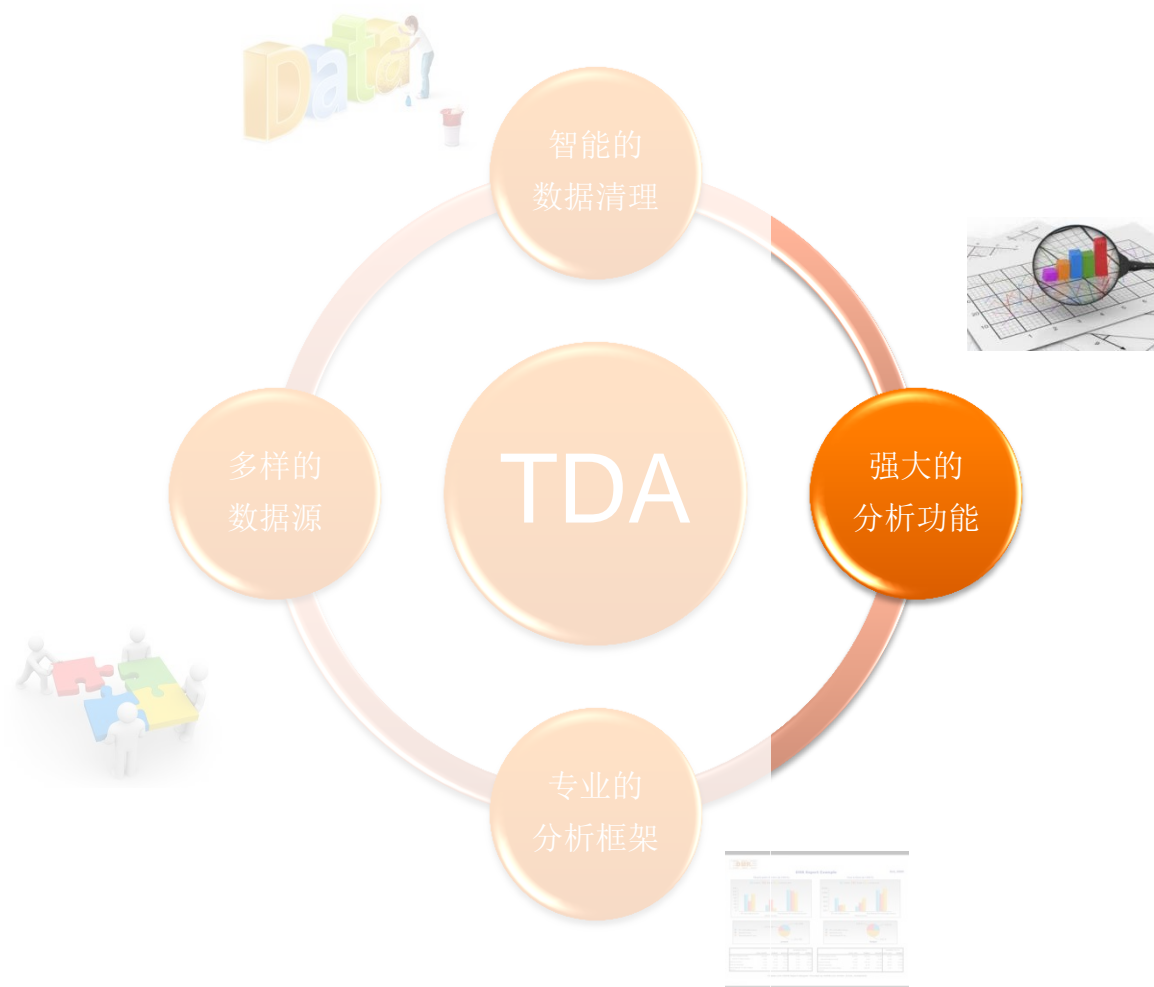 Data
智能的
数据清理
多样的
数据源
TDA
强大的
分析功能
专业的
分析框架